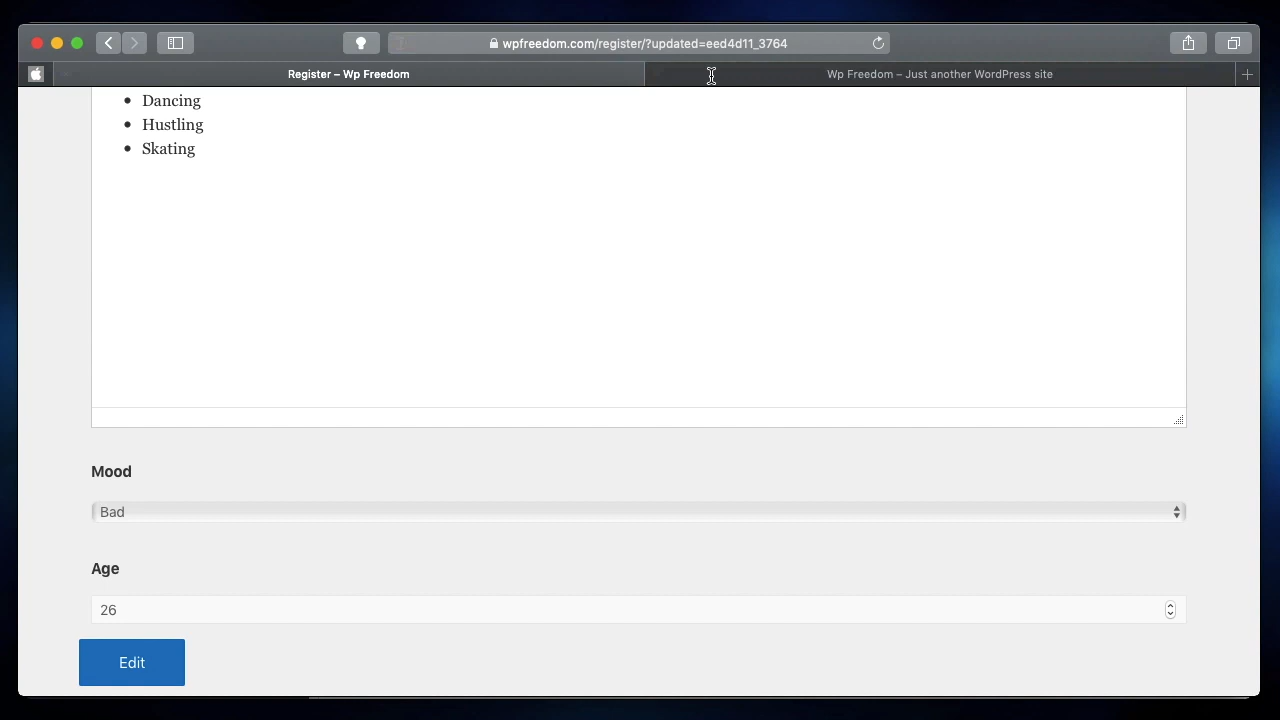 wpfreedom.com/register/?updated=eed4d11_3764
Register – Wp Freedom
Wp Freedom – Just another WordPress site
Dancing
Hustling
Skating
Mood
Bad
Age
26
Edit